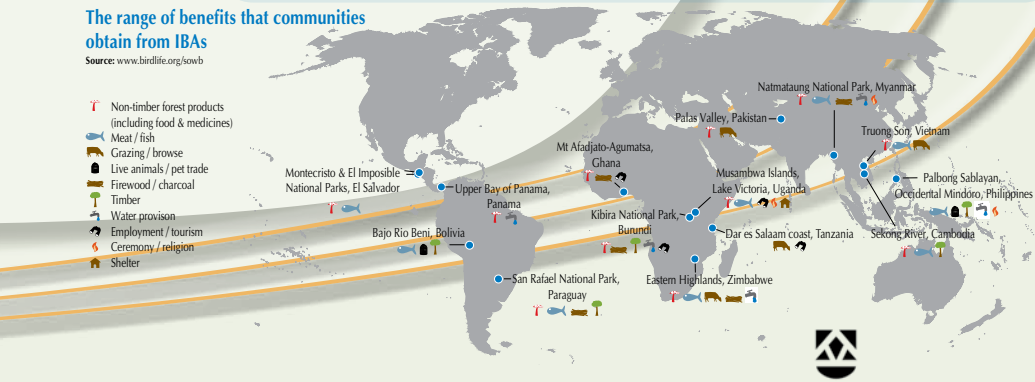 The range of benefits that communities
obtain from IBAs
Source: www.birdlife.org/sowb
Non-timber forest products
(including food & medicines)
Meat / fish
Grazing / browse
Live animals / pet trade
Firewood / charcoal
Timber
Water provison
Employment / tourism
Ceremony / religion
Shelter
Montecristo & El Imposible
National Parks, El Salvador
Upper Bay of Panama,
Panama
Bajo Rio Beni, Bolivia
San Rafael National Park,
Paraguay
Mt Afadjato-Agumatsa,
Ghana
Kibira National Park,
Burundi
Musambwa Islands,
Lake Victoria, Uganda
Dar es Salaam coast, Tanzania
Eastern Highlands, Zimbabwe
Palas Valley, Pakistan
Natmataung National Park, Myanmar
Truong Son, Vietnam
Palbong Sablayan,
Occidental Mindoro, Philippines
Sekong River, Cambodia